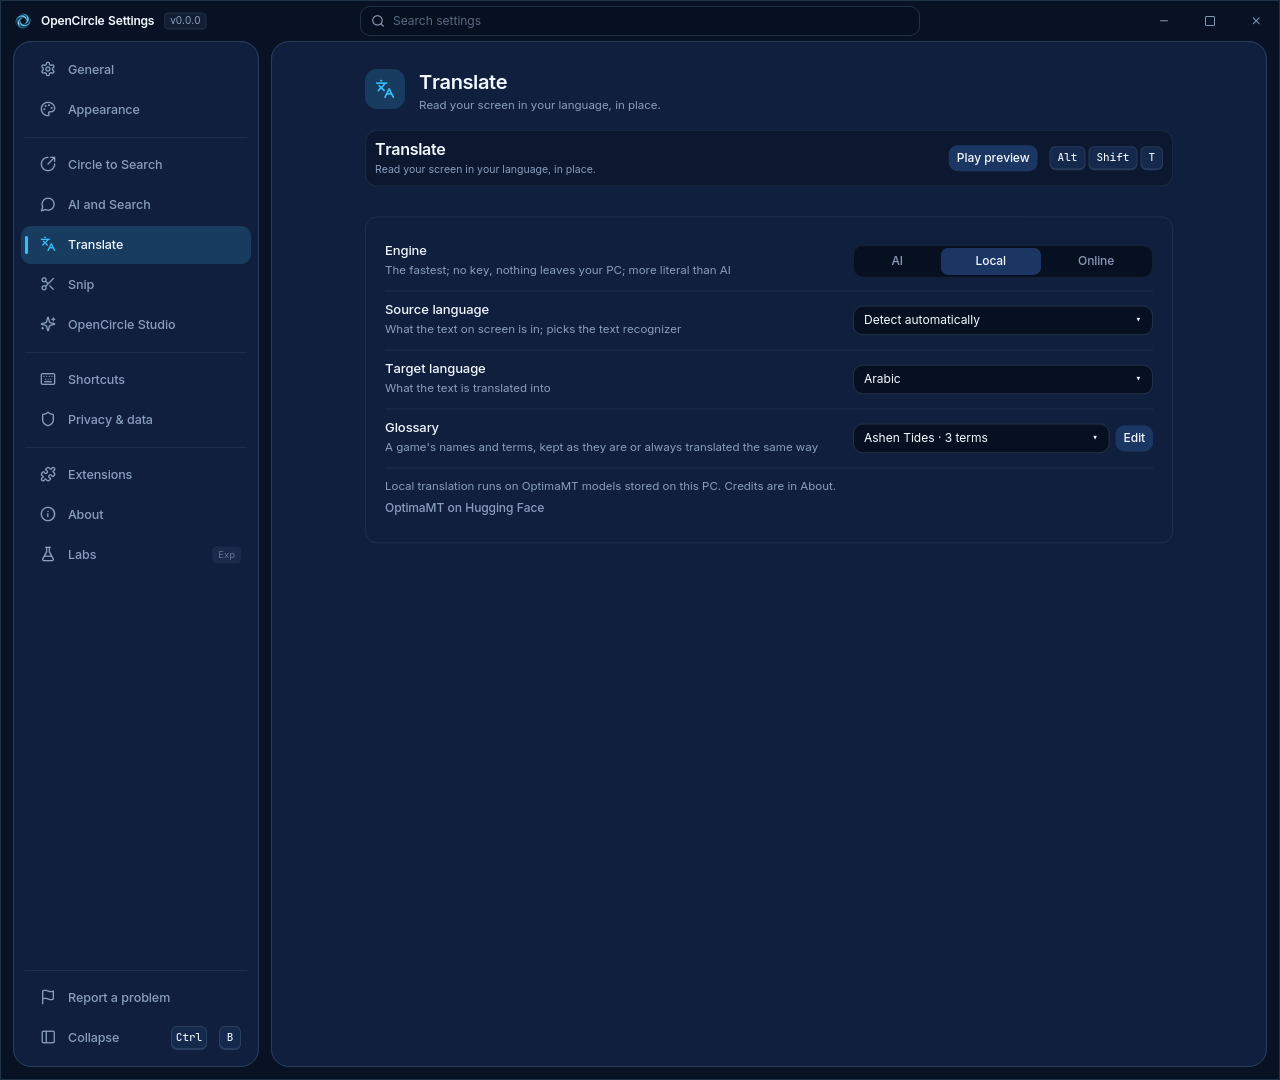 OpenCircle Settings v0.0.0
Search settings
General
Appearance
Circle to Search
AI and Search
Translate
Snip
OpenCircle Studio
Shortcuts
Privacy & data
Extensions
About
Labs Exp
Report a problem
Collapse Ctrl B
Translate
Read your screen in your language, in place.
Translate
Read your screen in your language, in place.
Play preview Alt Shift T
Engine
The fastest; no key, nothing leaves your PC; more literal than AI
AI Local Online
Source language
What the text on screen is in; picks the text recognizer
Detect automatically
Target language
What the text is translated into
Arabic
Glossary
A game's names and terms, kept as they are or always translated the same way
Ashen Tides · 3 terms Edit
Local translation runs on OptimaMT models stored on this PC. Credits are in About.
OptimaMT on Hugging Face